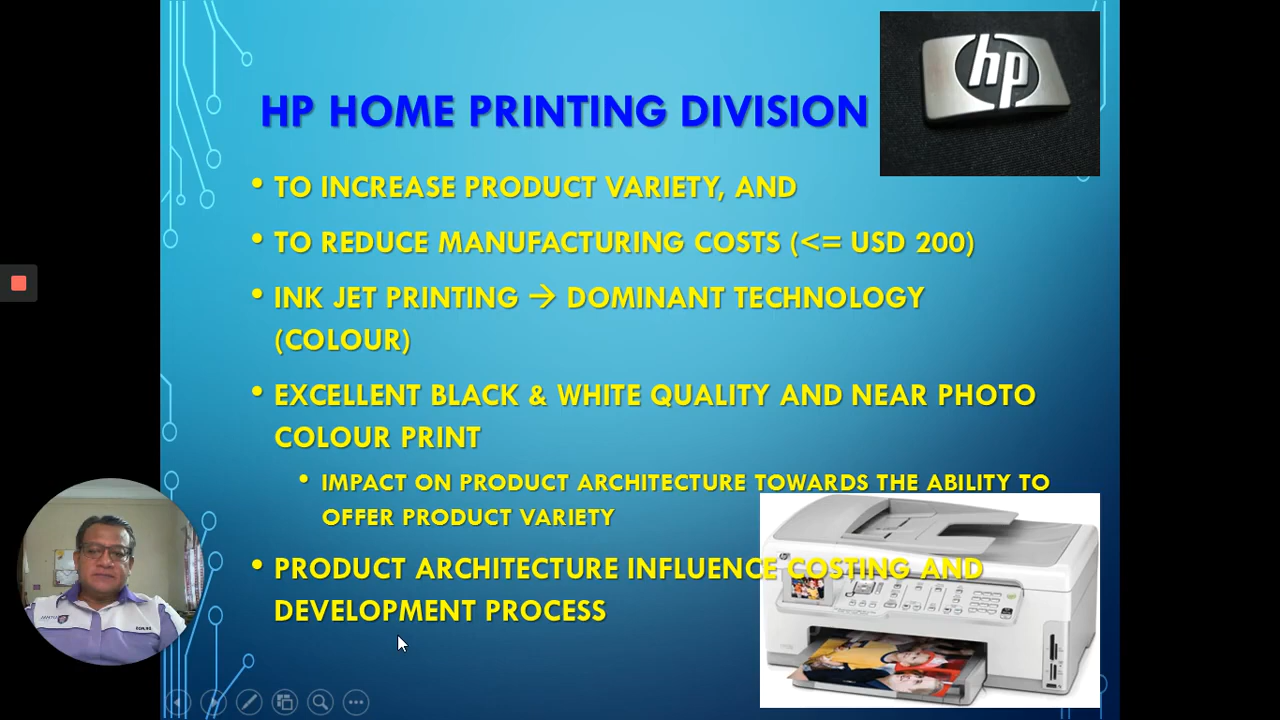 hp
HP HOME PRINTING DIVISION
• TO INCREASE PRODUCT VARIETY, AND
• TO REDUCE MANUFACTURING COSTS (<= USD 200)
• INK JET PRINTING → DOMINANT TECHNOLOGY
(COLOUR)
• EXCELLENT BLACK & WHITE QUALITY AND NEAR PHOTO
COLOUR PRINT
• IMPACT ON PRODUCT ARCHITECTURE TOWARDS THE ABILITY TO
OFFER PRODUCT VARIETY
• PRODUCT ARCHITECTURE INFLUENCE COSTING AND
DEVELOPMENT PROCESS